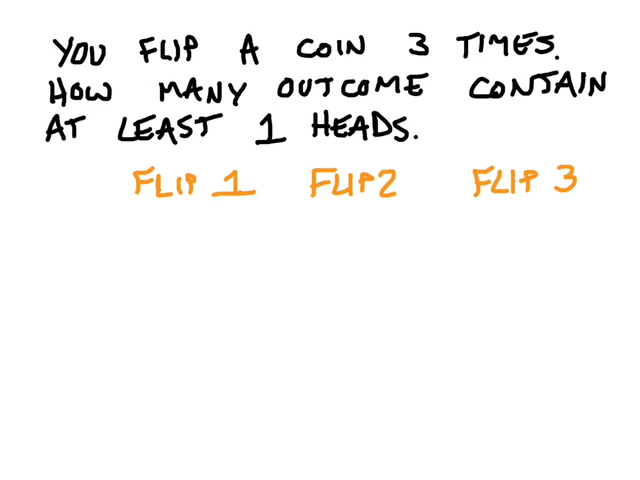 YOU FLIP A COIN 3 TIMES.
HOW MANY OUTCOME CONTAIN
AT LEAST 1 HEADS.
FLIP 1 FLIP 2 FLIP 3